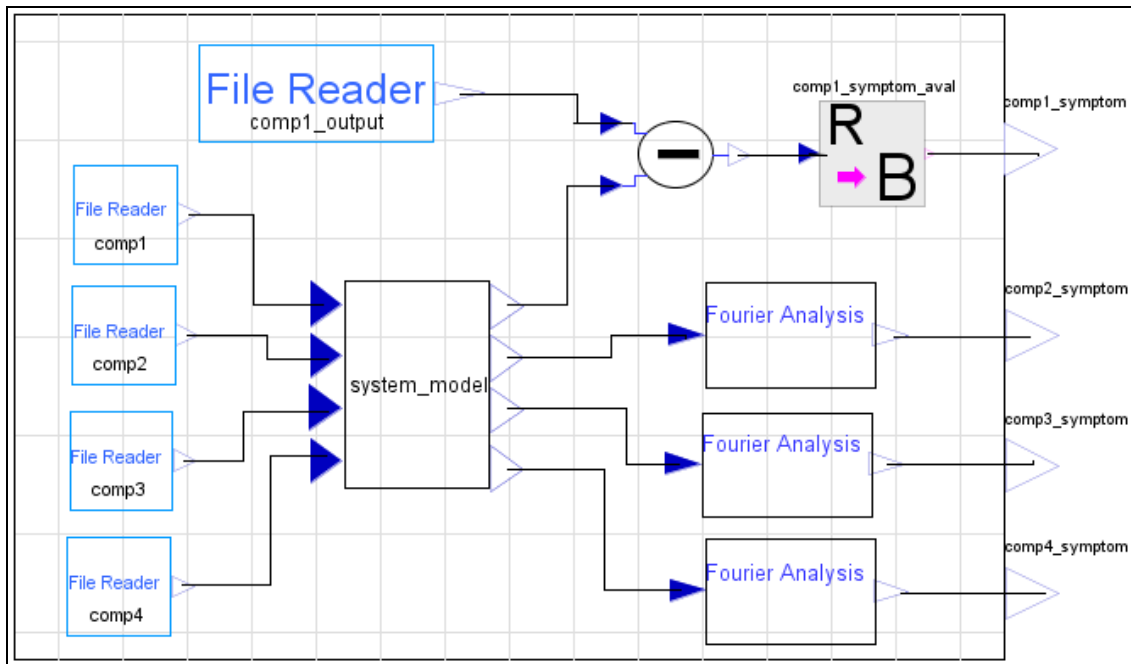 File Reader
comp1_output
comp1_symptom_aval
R
B
comp1_symptom
File Reader
comp1
File Reader
comp2
File Reader
comp3
File Reader
comp4
system_model
Fourier Analysis
comp2_symptom
Fourier Analysis
comp3_symptom
Fourier Analysis
comp4_symptom